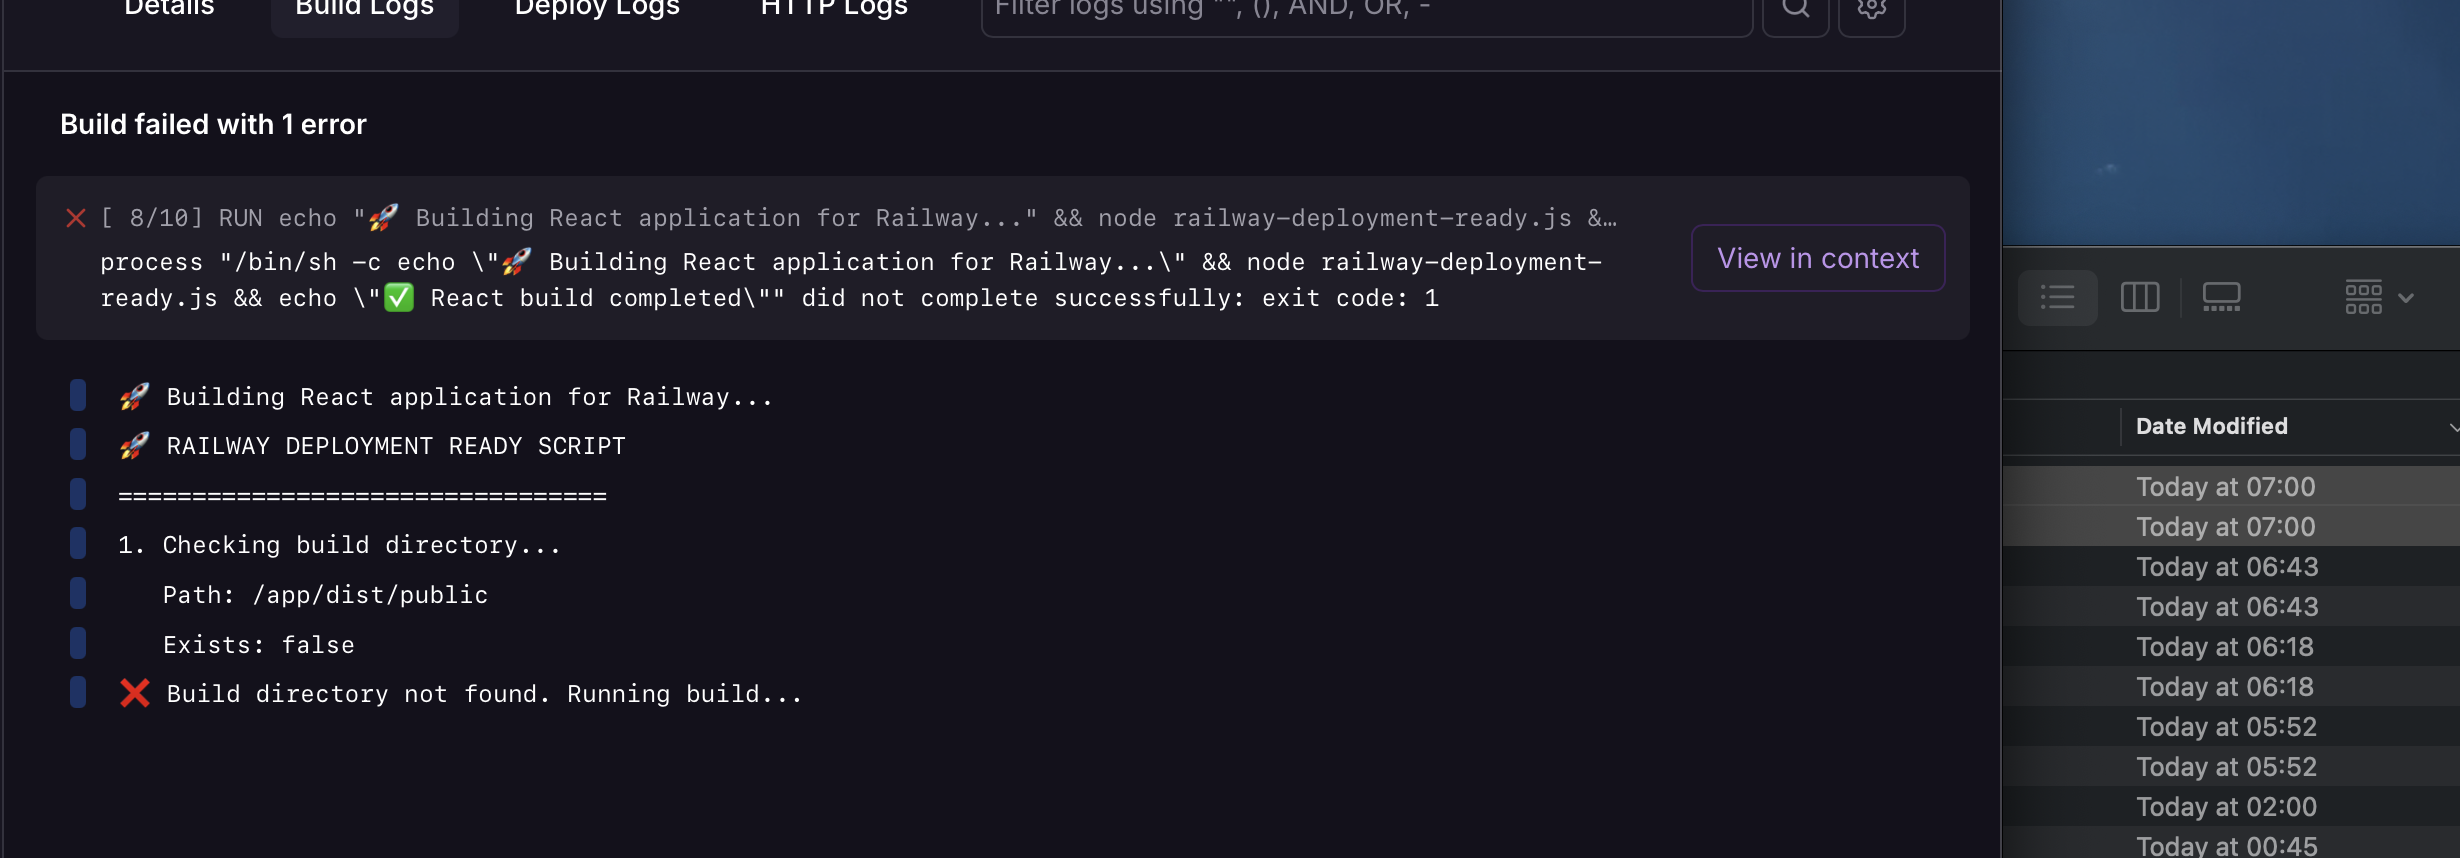 Details Build Logs Deploy Logs HTTP Logs Filter logs using "", (), AND, OR, -
Build failed with 1 error
[ 8/10] RUN echo "🚀 Building React application for Railway..." && node railway-deployment-ready.js &…
process "/bin/sh -c echo \"🚀 Building React application for Railway...\" && node railway-deployment-
ready.js && echo \"✅ React build completed\"" did not complete successfully: exit code: 1
View in context
🚀 Building React application for Railway...
🚀 RAILWAY DEPLOYMENT READY SCRIPT
=================================
1. Checking build directory...
Path: /app/dist/public
Exists: false
❌ Build directory not found. Running build...
Date Modified
Today at 07:00
Today at 07:00
Today at 06:43
Today at 06:43
Today at 06:18
Today at 06:18
Today at 05:52
Today at 05:52
Today at 02:00
Today at 00:45